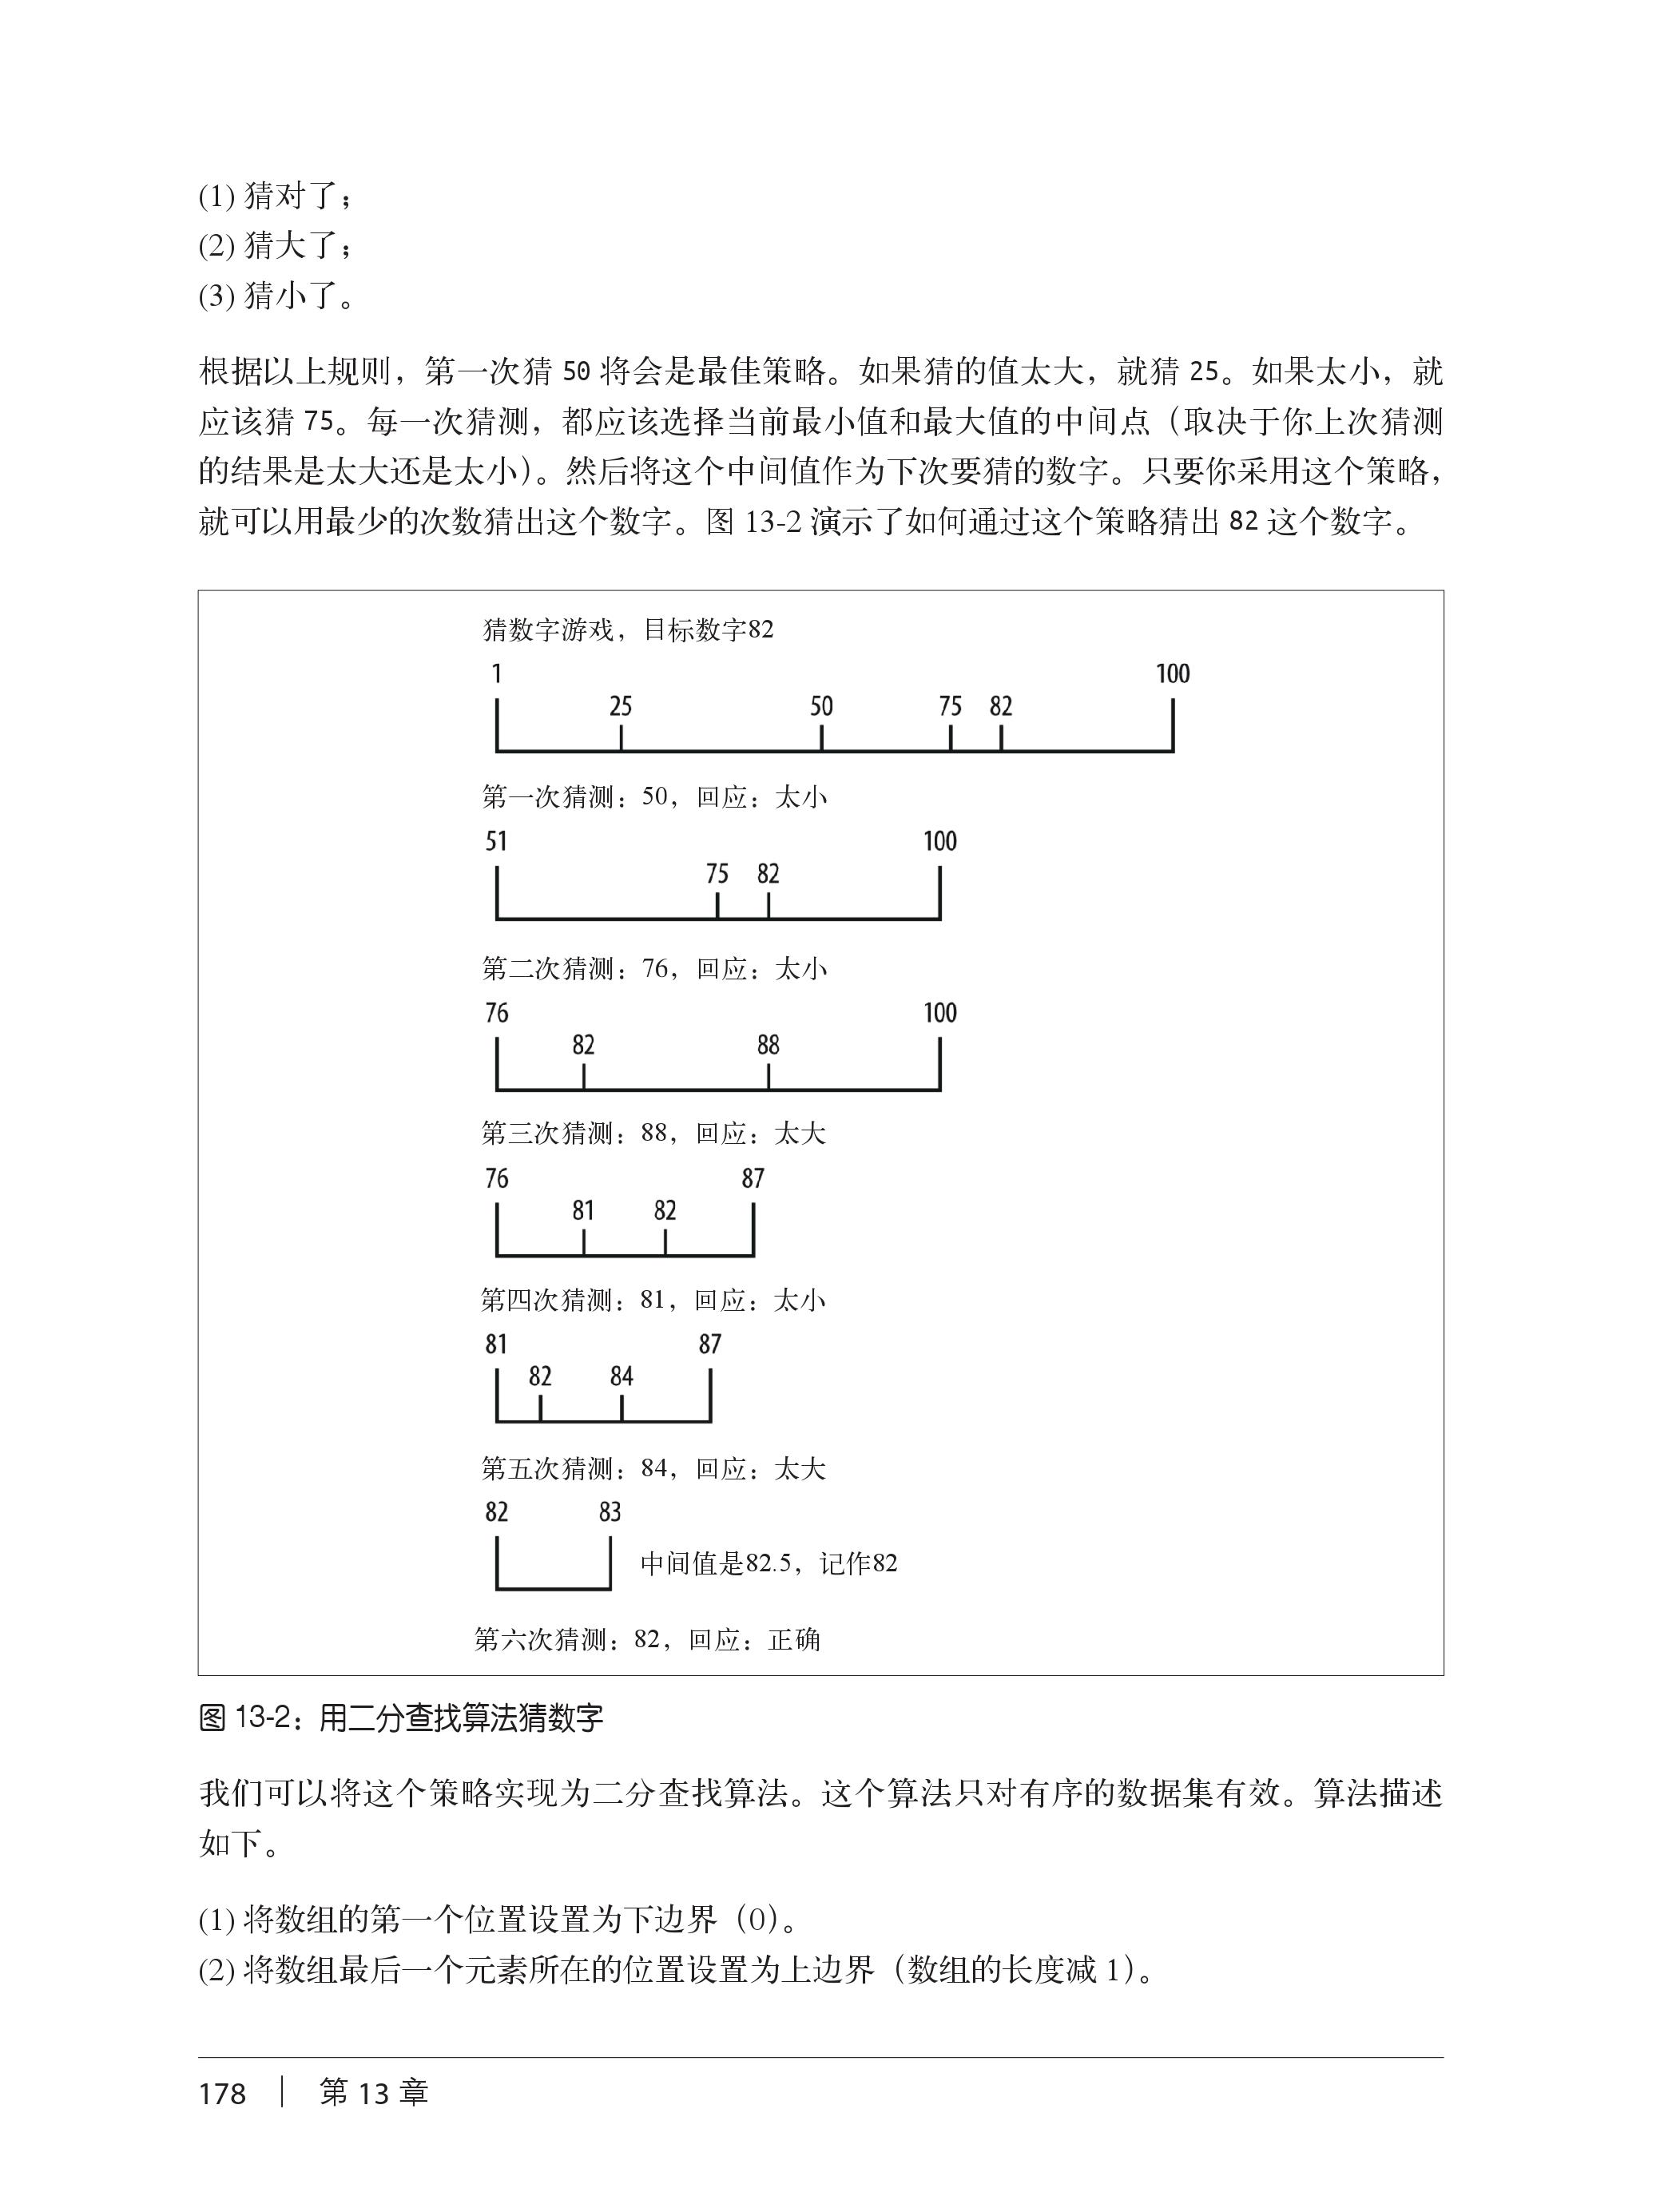 (1) 猜对了；
(2) 猜大了；
(3) 猜小了。
根据以上规则，第一次猜 50 将会是最佳策略。如果猜的值太大，就猜 25。如果太小，就
应该猜 75。每一次猜测，都应该选择当前最小值和最大值的中间点（取决于你上次猜测
的结果是太大还是太小）。然后将这个中间值作为下次要猜的数字。只要你采用这个策略，
就可以用最少的次数猜出这个数字。图 13-2 演示了如何通过这个策略猜出 82 这个数字。
猜数字游戏，目标数字82
1 100
25 50 75 82
第一次猜测：50，回应：太小
51 100
75 82
第二次猜测：76，回应：太小
76 100
82 88
第三次猜测：88，回应：太大
76 87
81 82
第四次猜测：81，回应：太小
81 87
82 84
第五次猜测：84，回应：太大
82 83
中间值是82.5，记作82
第六次猜测：82，回应：正确
图 13-2：用二分查找算法猜数字
我们可以将这个策略实现为二分查找算法。这个算法只对有序的数据集有效。算法描述
如下。
(1) 将数组的第一个位置设置为下边界（0）。
(2) 将数组最后一个元素所在的位置设置为上边界（数组的长度减 1）。
178 | 第 13 章